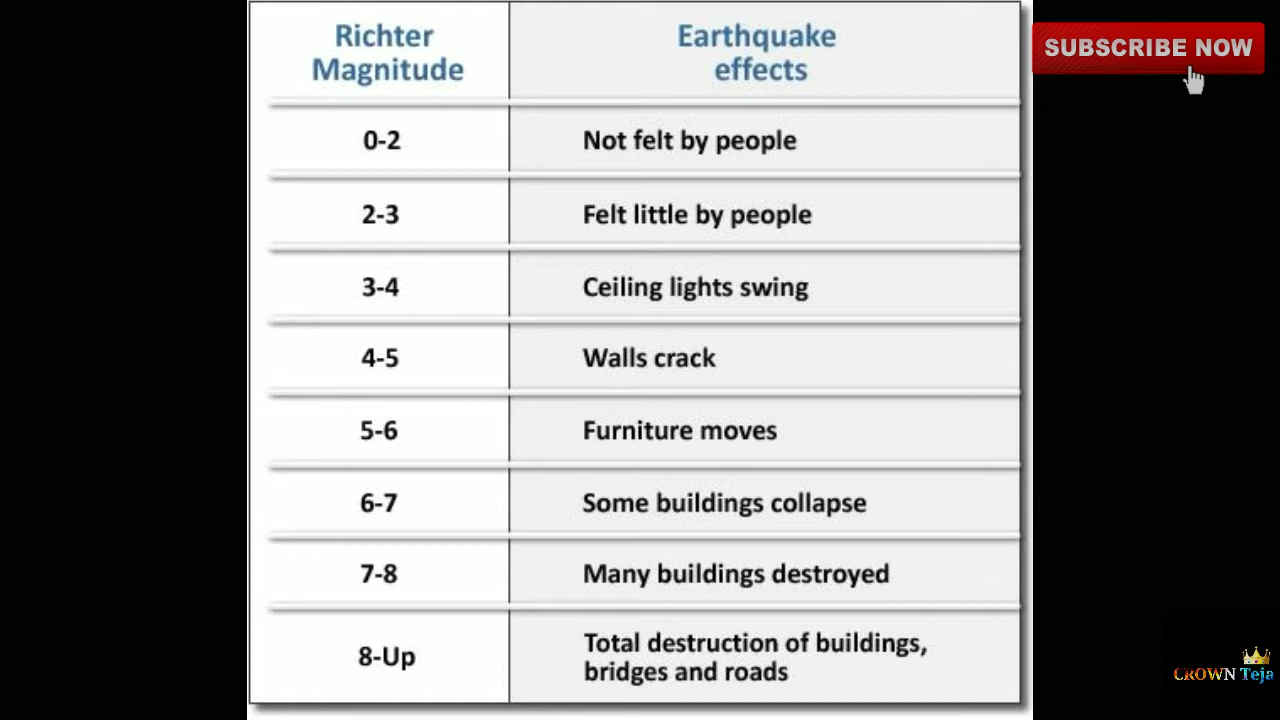 Richter
Magnitude
Earthquake
effects
SUBSCRIBE NOW
0-2
Not felt by people
2-3
Felt little by people
3-4
Ceiling lights swing
4-5
Walls crack
5-6
Furniture moves
6-7
Some buildings collapse
7-8
Many buildings destroyed
8-Up
Total destruction of buildings,
bridges and roads
CROWN Teja